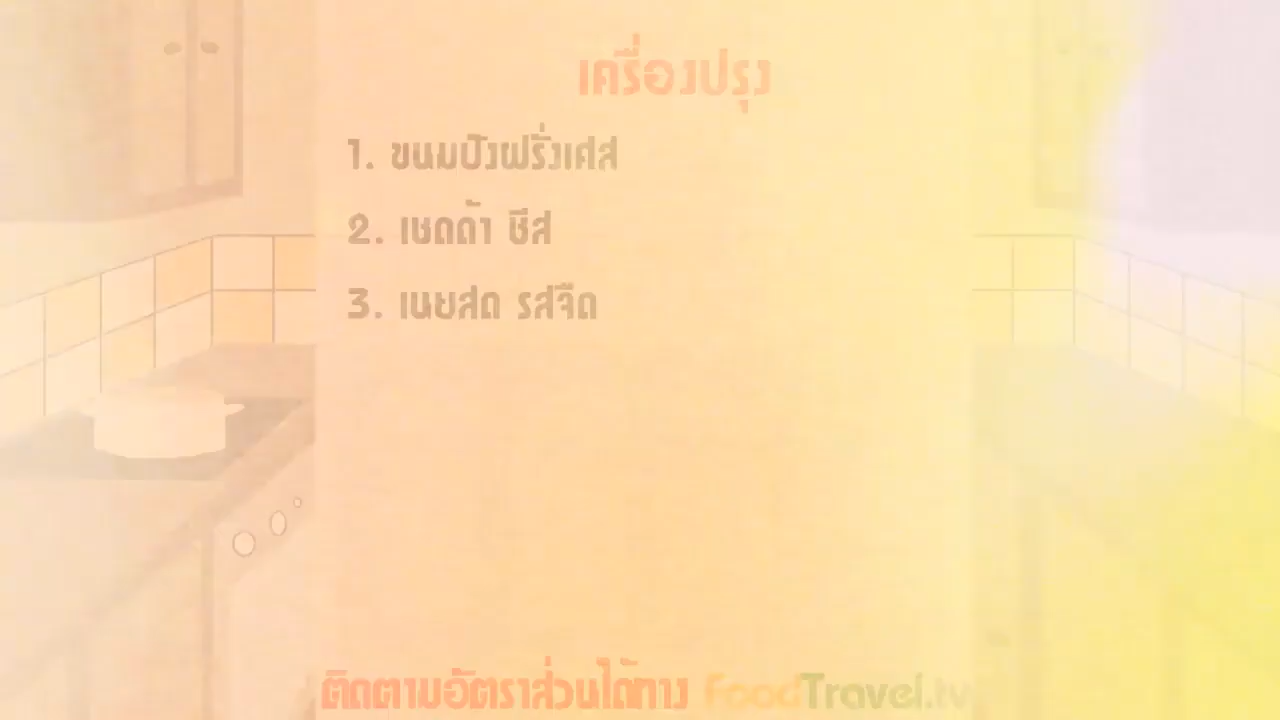 เครื่องปรุง
1. ขนมปังฝรั่งเศส
2. เชดด้า ชีส
3. เนยสด รสจืด
ติดตามอัตราส่วนได้ทาง FoodTravel.tv